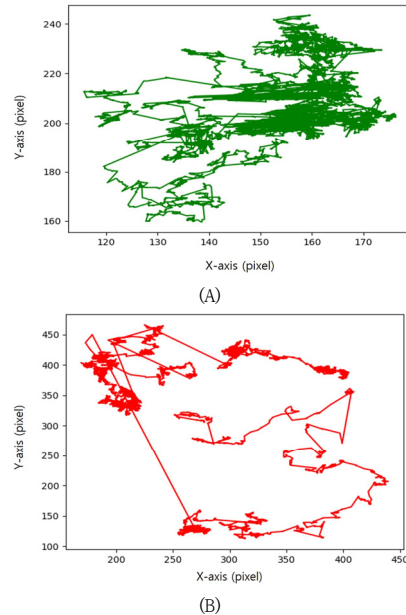 240
220
200
180
160
Y-axis (pixel)
120 130 140 150 160 170
X-axis (pixel)
(A)
450
400
350
300
250
200
150
100
Y-axis (pixel)
200 250 300 350 400 450
X-axis (pixel)
(B)